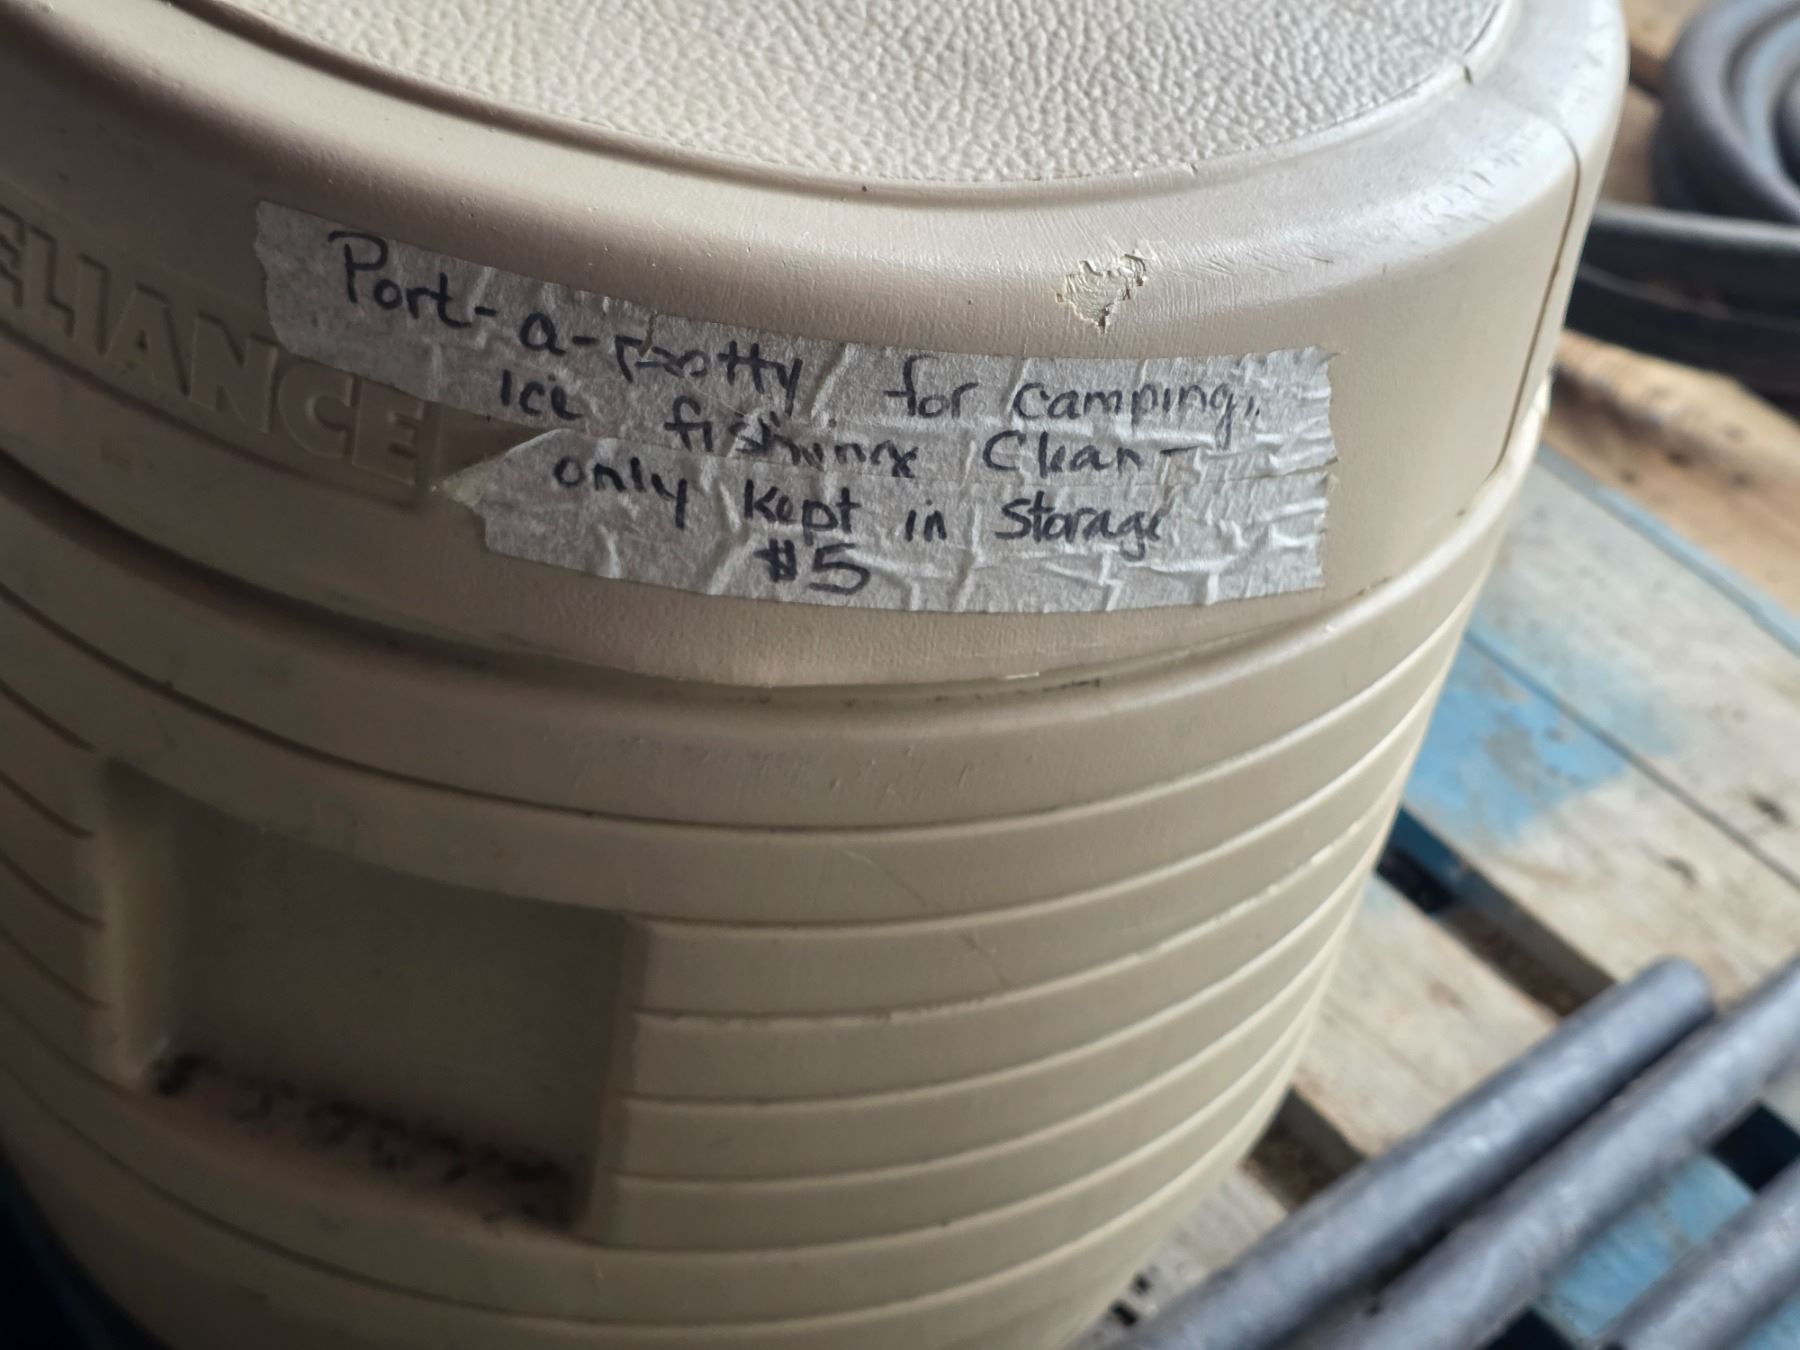 ELIANCE
Port-a-Potty for camping,
ice fishing Clean-
only kept in storage
$5